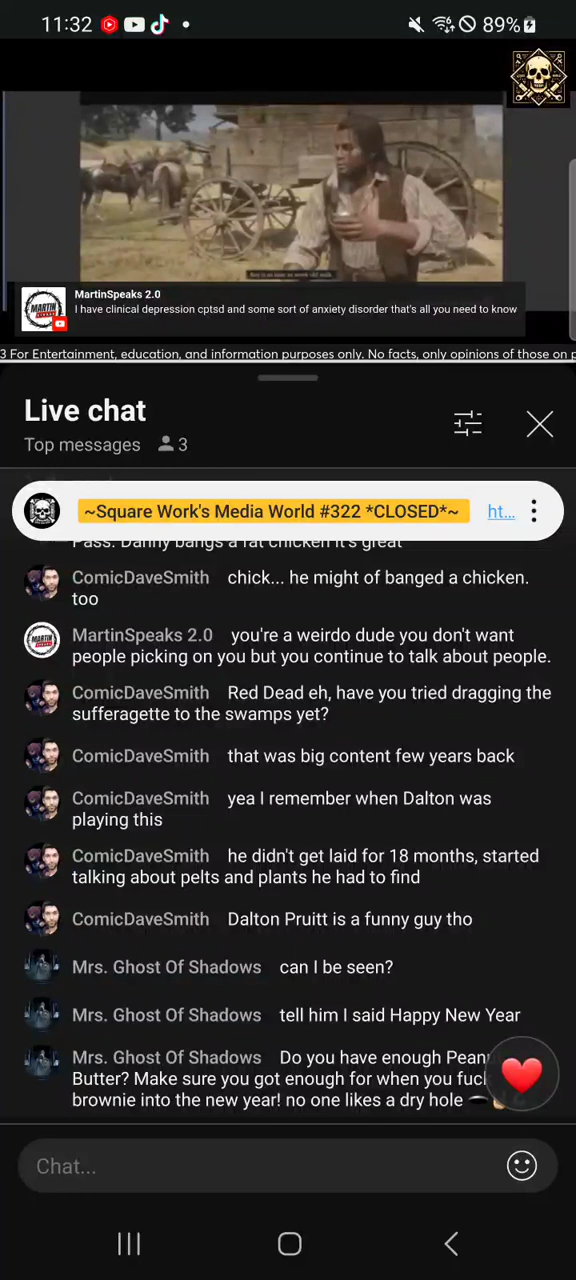 11:32
89%
MartinSpeaks 2.0
I have clinical depression cptsd and some sort of anxiety disorder that's all you need to know
3 For Entertainment, education, and information purposes only. No facts, only opinions of those on p
Live chat
Top messages 3
~Square Work's Media World #322 *CLOSED*~ ht...
Pass. Danny bangs a fat chicken it's great
ComicDaveSmith chick... he might of banged a chicken.
too
MartinSpeaks 2.0 you're a weirdo dude you don't want
people picking on you but you continue to talk about people.
ComicDaveSmith Red Dead eh, have you tried dragging the
sufferagette to the swamps yet?
ComicDaveSmith that was big content few years back
ComicDaveSmith yea I remember when Dalton was
playing this
ComicDaveSmith he didn't get laid for 18 months, started
talking about pelts and plants he had to find
ComicDaveSmith Dalton Pruitt is a funny guy tho
Mrs. Ghost Of Shadows can I be seen?
Mrs. Ghost Of Shadows tell him I said Happy New Year
Mrs. Ghost Of Shadows Do you have enough Pean
Butter? Make sure you got enough for when you fuc
brownie into the new year! no one likes a dry hole
Chat...